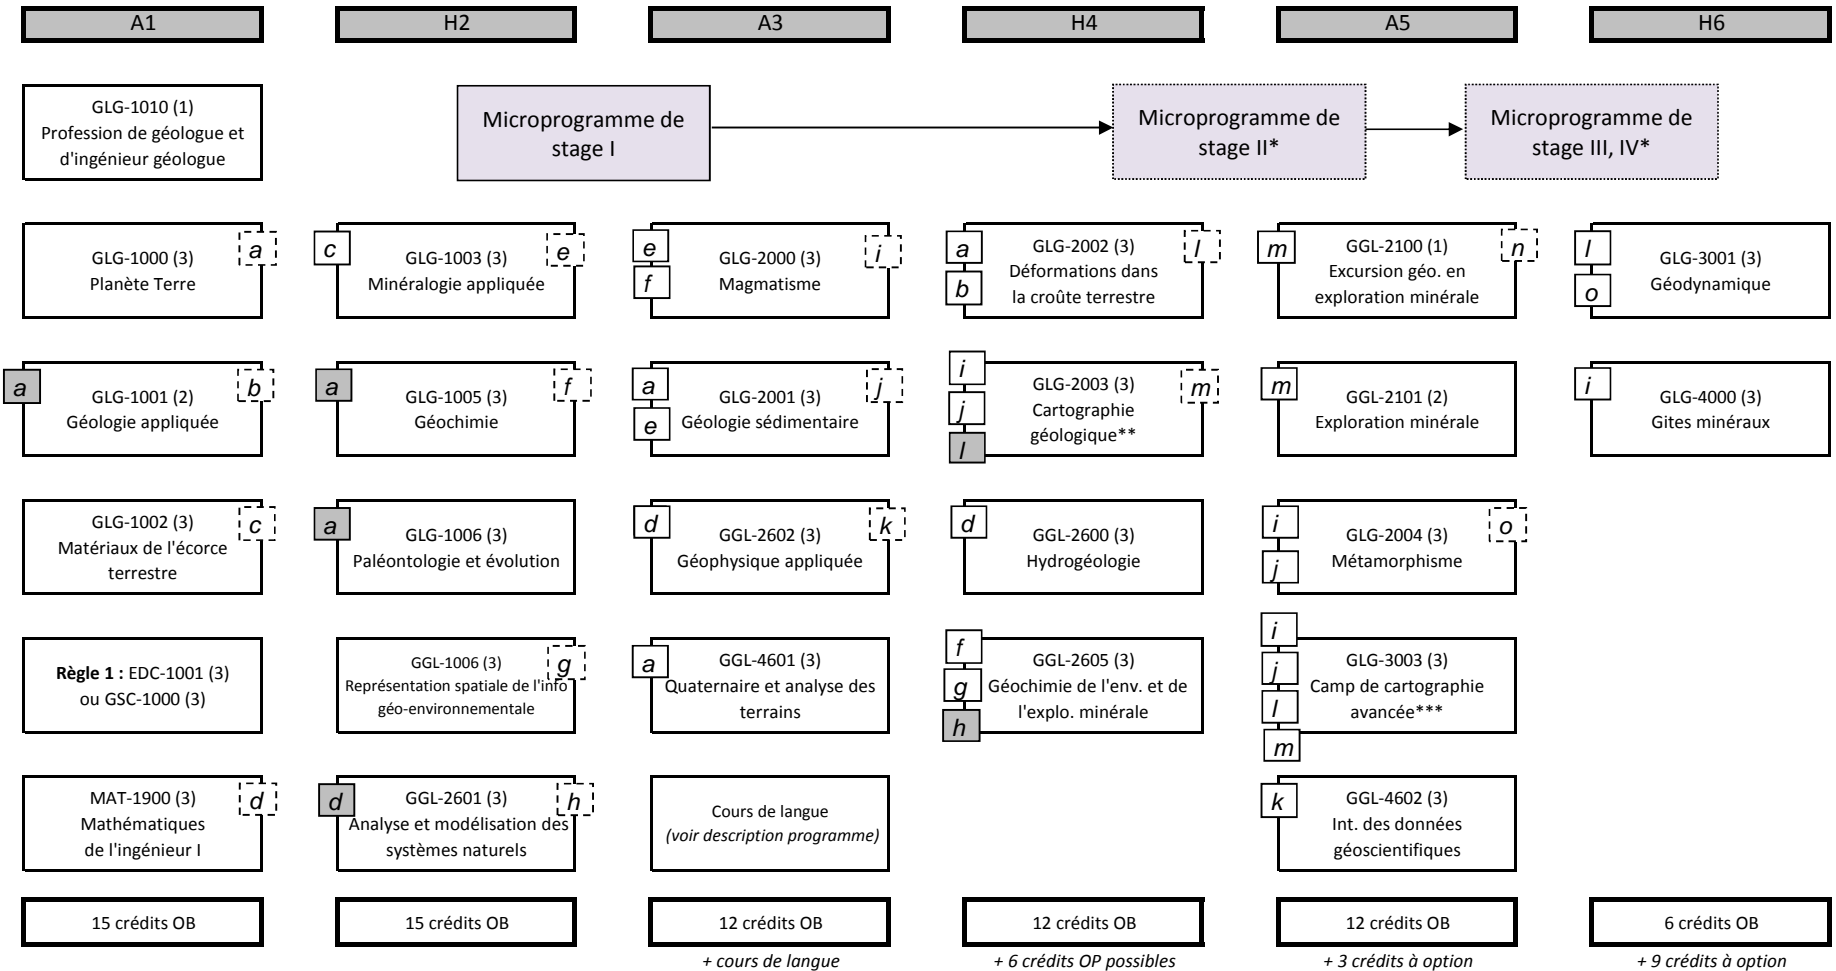 A1
H2
A3
H4
A5
H6
GLG-1010 (1)
Profession de géologue et
d'ingénieur géologue
Microprogramme de
stage I
Microprogramme de
stage II*
Microprogramme de
stage III, IV*
GLG-1000 (3)
Planète Terre
a
c
GLG-1003 (3)
Minéralogie appliquée
e
e
f
GLG-2000 (3)
Magmatisme
i
a
b
GLG-2002 (3)
Déformations dans
la croûte terrestre
l
m
GGL-2100 (1)
Excursion géo. en
exploration minérale
n
l
o
GLG-3001 (3)
Géodynamique
a
GLG-1001 (2)
Géologie appliquée
b
a
GLG-1005 (3)
Géochimie
f
a
e
GLG-2001 (3)
Géologie sédimentaire
j
i
j
l
GLG-2003 (3)
Cartographie
géologique**
m
m
GGL-2101 (2)
Exploration minérale
i
GLG-4000 (3)
Gites minéraux
GLG-1002 (3)
Matériaux de l'écorce
terrestre
c
a
GLG-1006 (3)
Paléontologie et évolution
d
GGL-2602 (3)
Géophysique appliquée
k
d
GGL-2600 (3)
Hydrogéologie
i
j
GLG-2004 (3)
Métamorphisme
o
Règle 1 : EDC-1001 (3)
ou GSC-1000 (3)
GGL-1006 (3)
Représentation spatiale de l'info
géo-environnementale
g
a
GGL-4601 (3)
Quaternaire et analyse des
terrains
f
g
h
GGL-2605 (3)
Géochimie de l'env. et de
l'explo. minérale
i
j
l
m
GLG-3003 (3)
Camp de cartographie
avancée***
MAT-1900 (3)
Mathématiques
de l'ingénieur I
d
d
GGL-2601 (3)
Analyse et modélisation des
systèmes naturels
h
Cours de langue
(voir description programme)
k
GGL-4602 (3)
Int. des données
géoscientifiques
15 crédits OB
15 crédits OB
12 crédits OB
12 crédits OB
12 crédits OB
6 crédits OB
+ cours de langue
+ 6 crédits OP possibles
+ 3 crédits à option
+ 9 crédits à option